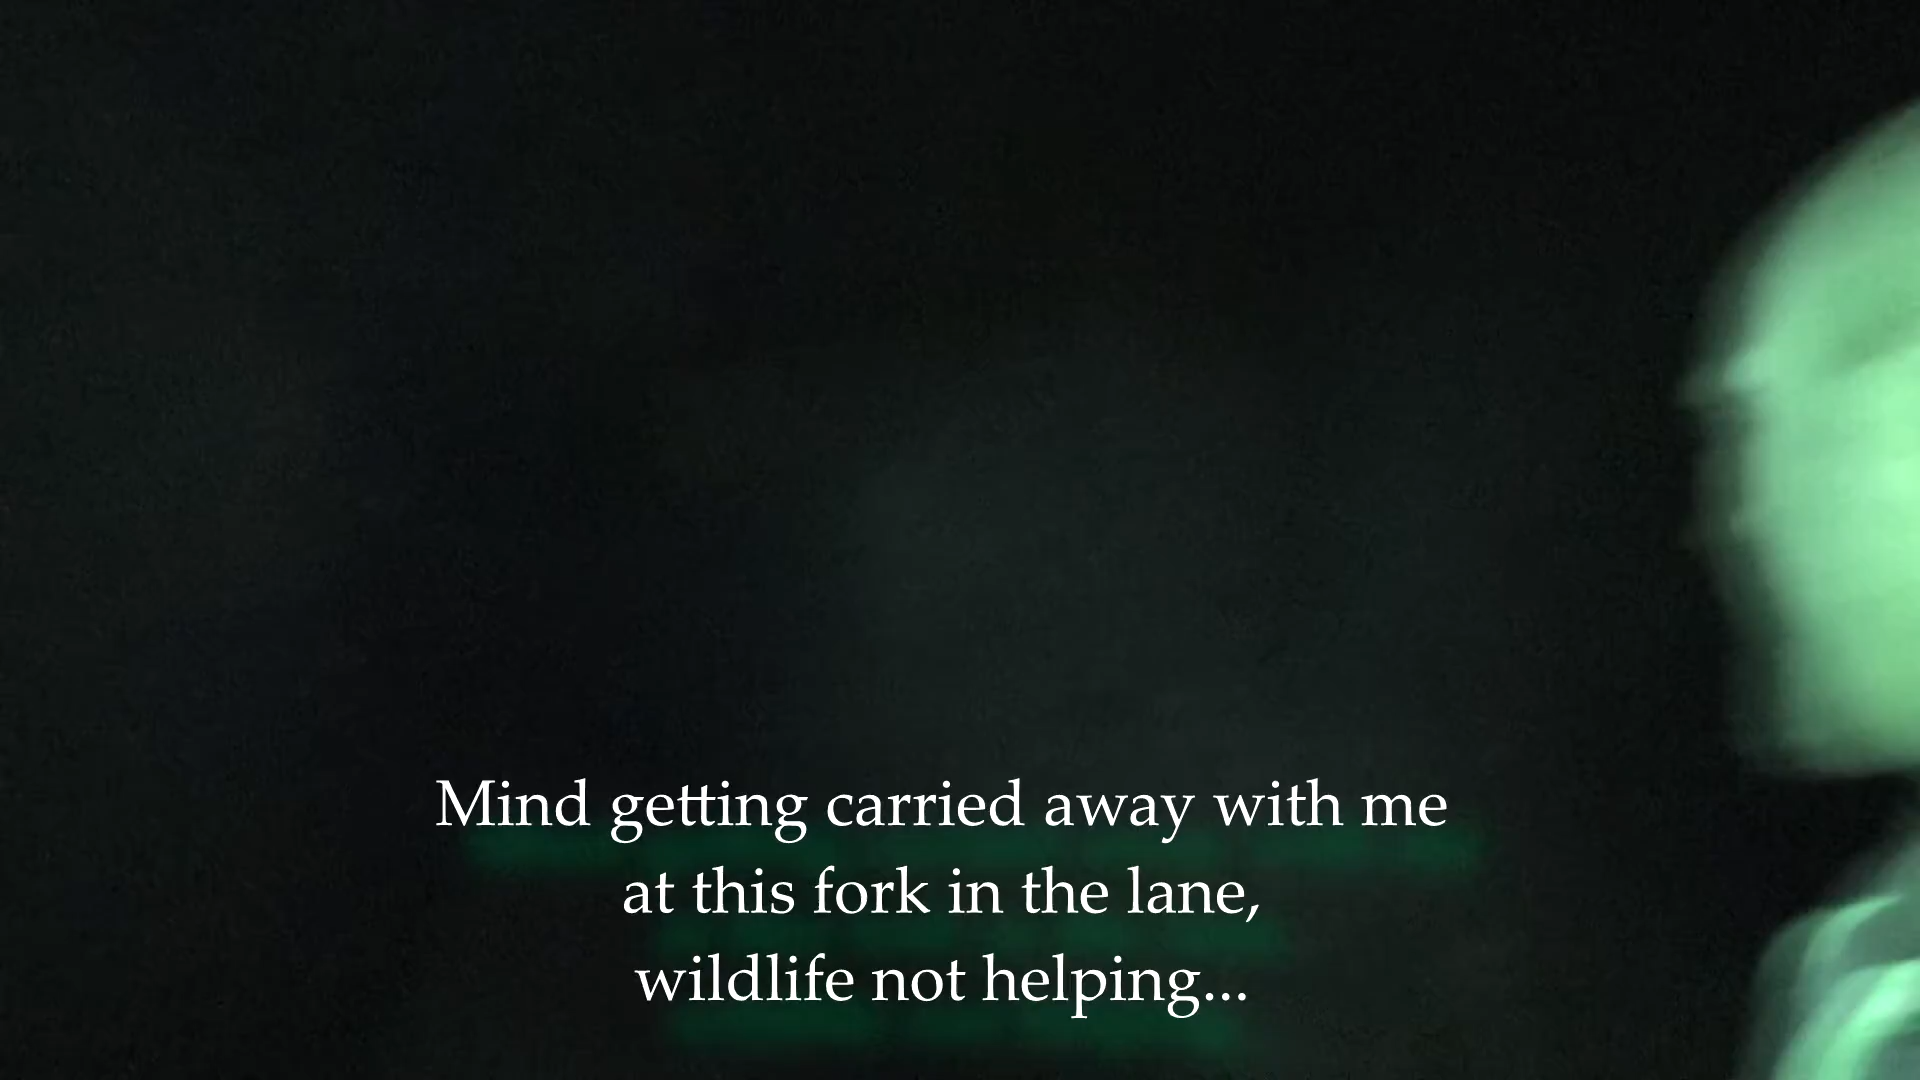 Mind getting carried away with me
at this fork in the lane,
wildlife not helping...